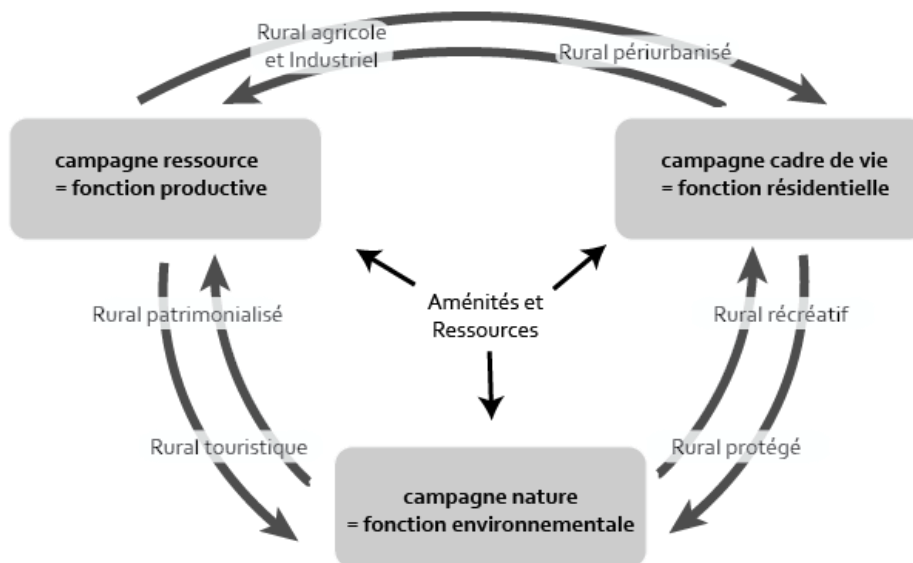 Rural agricole
et Industriel
Rural périurbanisé
campagne ressource
= fonction productive
campagne cadre de vie
= fonction résidentielle
Aménités et
Ressources
Rural patrimonialisé
Rural récréatif
Rural touristique
Rural protégé
campagne nature
= fonction environnementale